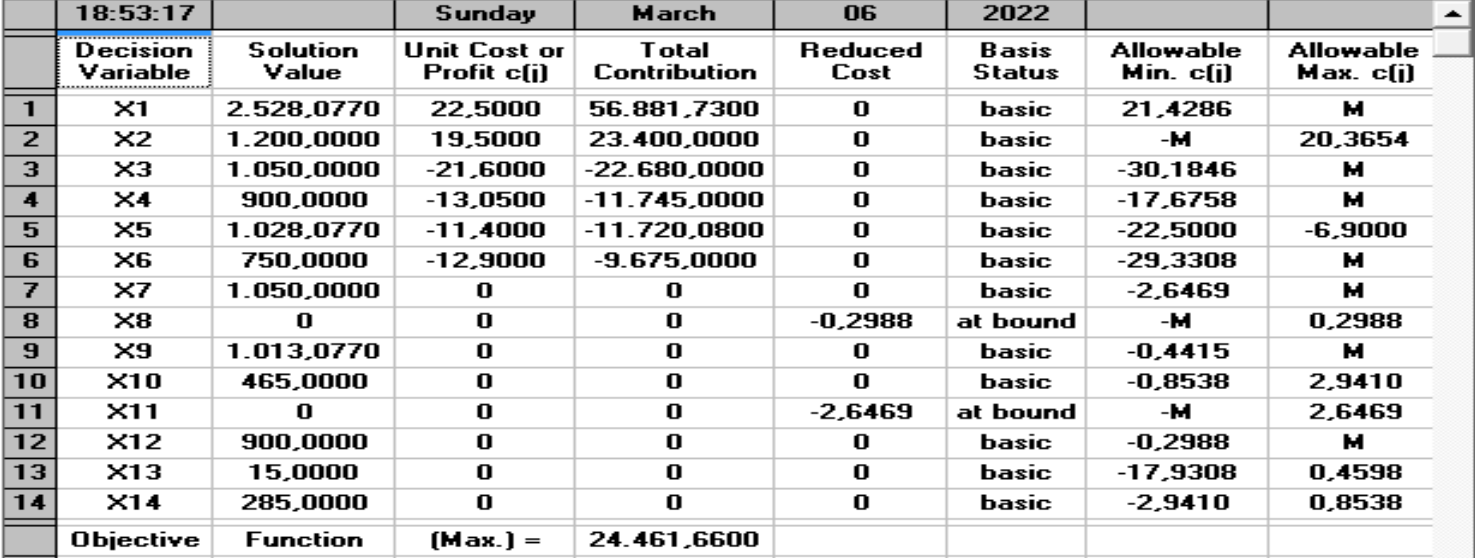 18:53:17 Sunday March 06 2022
Decision Variable Solution Value Unit Cost or Profit c(j) Total Contribution Reduced Cost Basis Status Allowable Min. c(j) Allowable Max. c(j)
1 X1 2.528,0770 22,5000 56.881,7300 0 basic 21,4286 M
2 X2 1.200,0000 19,5000 23.400,0000 0 basic -M 20,3654
3 X3 1.050,0000 -21,6000 -22.680,0000 0 basic -30,1846 M
4 X4 900,0000 -13,0500 -11.745,0000 0 basic -17,6758 M
5 X5 1.028,0770 -11,4000 -11.720,0800 0 basic -22,5000 -6,9000
6 X6 750,0000 -12,9000 -9.675,0000 0 basic -29,3308 M
7 X7 1.050,0000 0 0 0 basic -2,6469 M
8 X8 0 0 0 -0,2988 at bound -M 0,2988
9 X9 1.013,0770 0 0 0 basic -0,4415 M
10 X10 465,0000 0 0 0 basic -0,8538 2,9410
11 X11 0 0 0 -2,6469 at bound -M 2,6469
12 X12 900,0000 0 0 0 basic -0,2988 M
13 X13 15,0000 0 0 0 basic -17,9308 0,4598
14 X14 285,0000 0 0 0 basic -2,9410 0,8538
Objective Function (Max.) = 24.461,6600